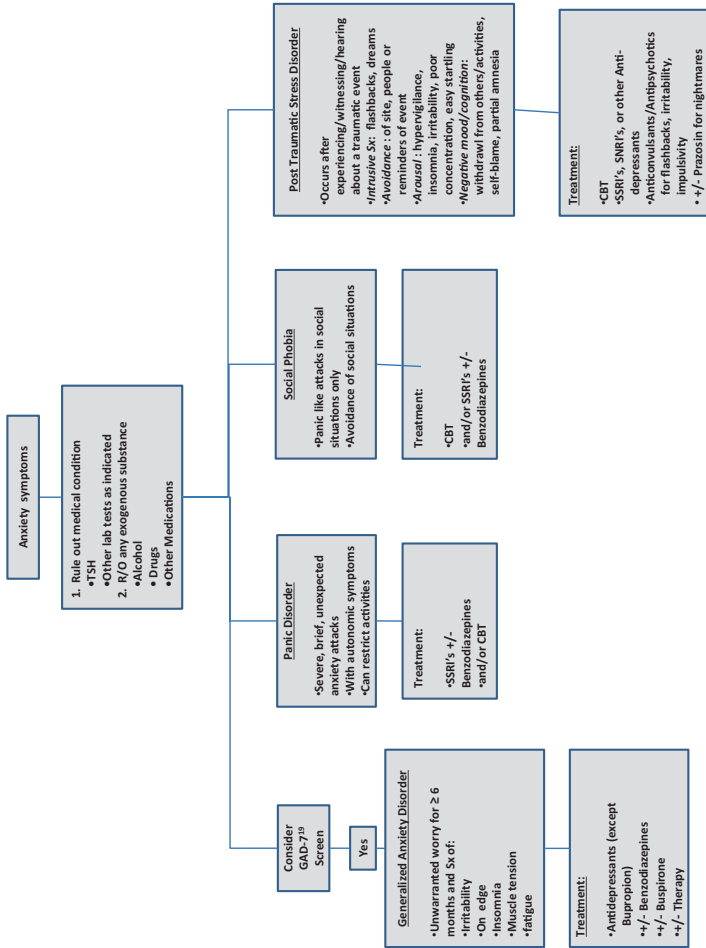 Anxiety symptoms
1. Rule out medical condition
•TSH
•Other lab tests as indicated
2. R/O any exogenous substance
•Alcohol
• Drugs
•Other Medications
Consider
GAD-7¹⁹
Screen
Yes
Generalized Anxiety Disorder
•Unwarranted worry for ≥ 6
months and Sx of:
•Irritability
•On edge
•Insomnia
•Muscle tension
•fatigue
Treatment:
•Antidepressants (except
Bupropion)
•+/- Benzodiazepines
•+/- Buspirone
•+/- Therapy
Panic Disorder
•Severe, brief, unexpected
anxiety attacks
•With autonomic symptoms
•Can restrict activities
Treatment:
•SSRI's +/-
Benzodiazepines
•and/or CBT
Social Phobia
•Panic like attacks in social
situations only
•Avoidance of social situations
Treatment:
•CBT
•and/or SSRI's +/-
Benzodiazepines
Post Traumatic Stress Disorder
•Occurs after
experiencing/witnessing/hearing
about a traumatic event
•Intrusive Sx: flashbacks, dreams
•Avoidance : of site, people or
reminders of event
•Arousal : hypervigilance,
insomnia, irritability, poor
concentration, easy startling
•Negative mood/cognition:
withdrawl from others/activities,
self-blame, partial amnesia
Treatment:
•CBT
•SSRI's, SNRI's, or other Anti-
depressants
•Anticonvulsants/Antipsychotics
for flashbacks, irritability,
impulsivity
• +/- Prazosin for nightmares